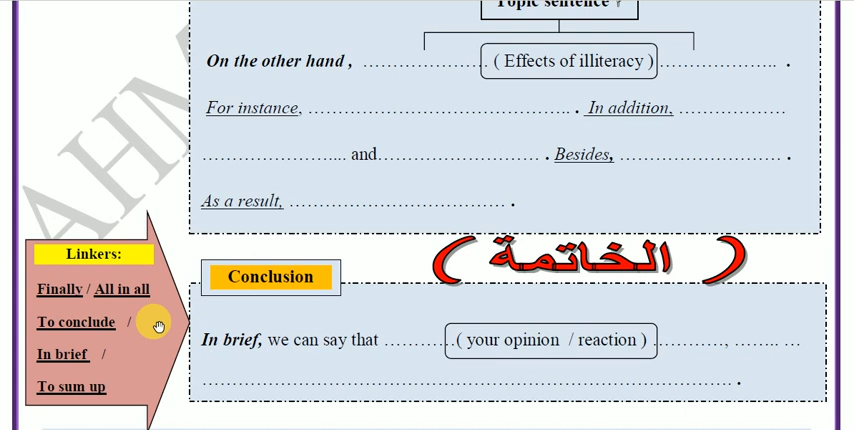 Topic sentence ?
On the other hand , ………………… ( Effects of illiteracy ) ……………….. .
For instance, …………………………………….. . In addition, ………………
…………………... and……………………… . Besides, ……………………… .
As a result, ……………………………… .
( الخاتمة )
Linkers:
Finally / All in all
To conclude /
In brief /
To sum up
Conclusion
In brief, we can say that …………( your opinion / reaction ) …………, …….. …
……………………………………………………………………………… .